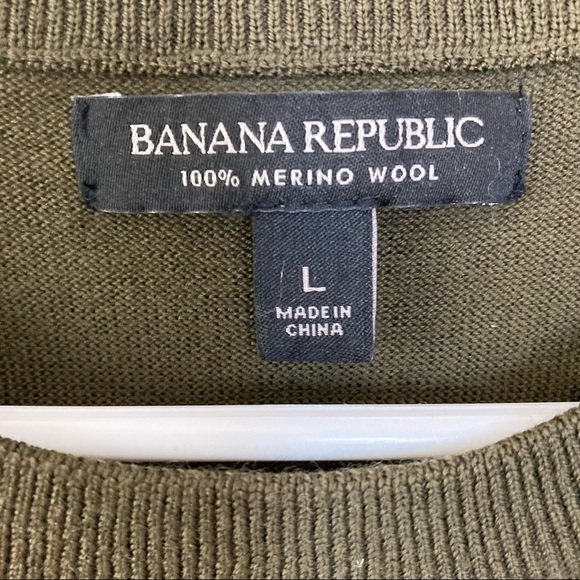 BANANA REPUBLIC
100% MERINO WOOL
L
MADE IN
CHINA